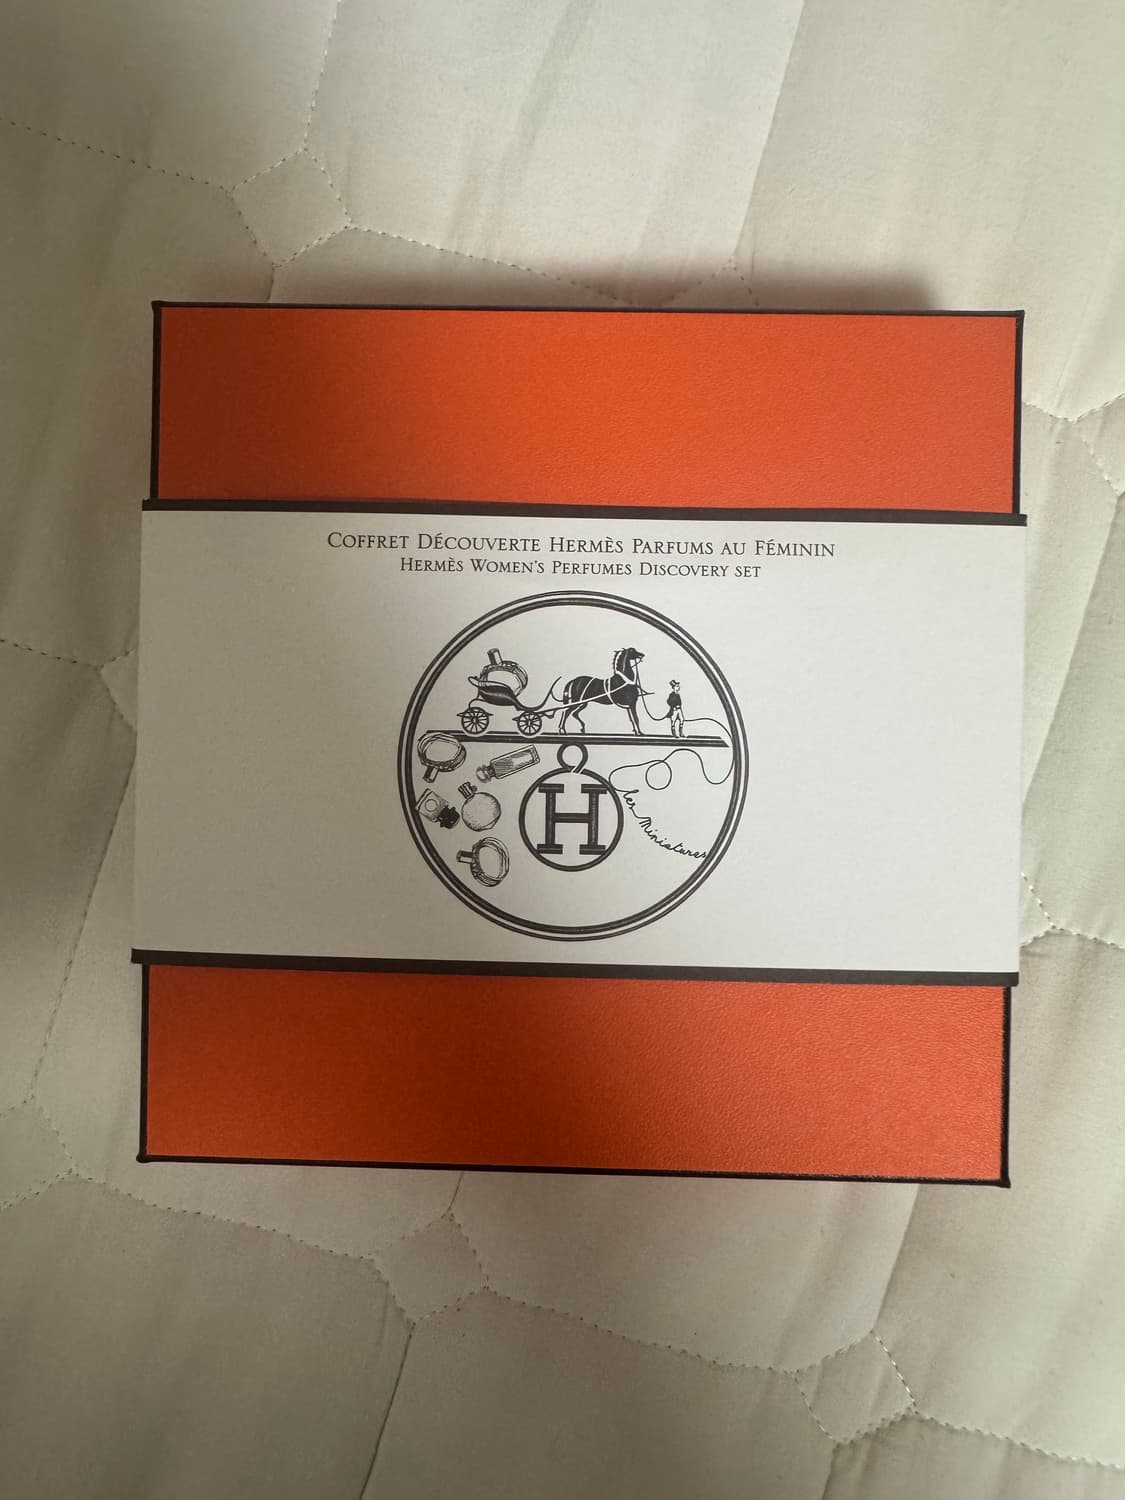 Coffret Découverte Hermès Parfums au Féminin
Hermès Women's Perfumes Discovery set
H
les Miniatures